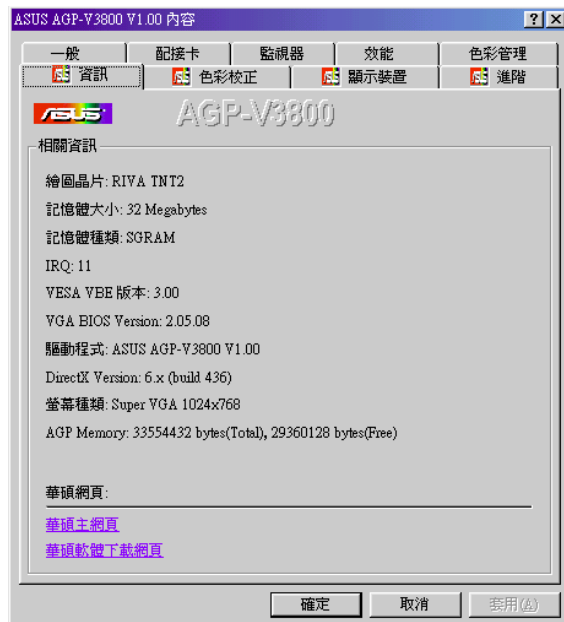 ASUS AGP-V3800 V1.00 內容
一般 配接卡 監視器 效能 色彩管理
資訊 色彩校正 顯示裝置 進階
ASUS AGP-V3800
相關資訊
繪圖晶片: RIVA TNT2
記憶體大小: 32 Megabytes
記憶體種類: SGRAM
IRQ: 11
VESA VBE 版本: 3.00
VGA BIOS Version: 2.05.08
驅動程式: ASUS AGP-V3800 V1.00
DirectX Version: 6.x (build 436)
螢幕種類: Super VGA 1024x768
AGP Memory: 33554432 bytes(Total), 29360128 bytes(Free)
華碩網頁:
華碩主網頁
華碩軟體下載網頁
確定 取消 套用(A)